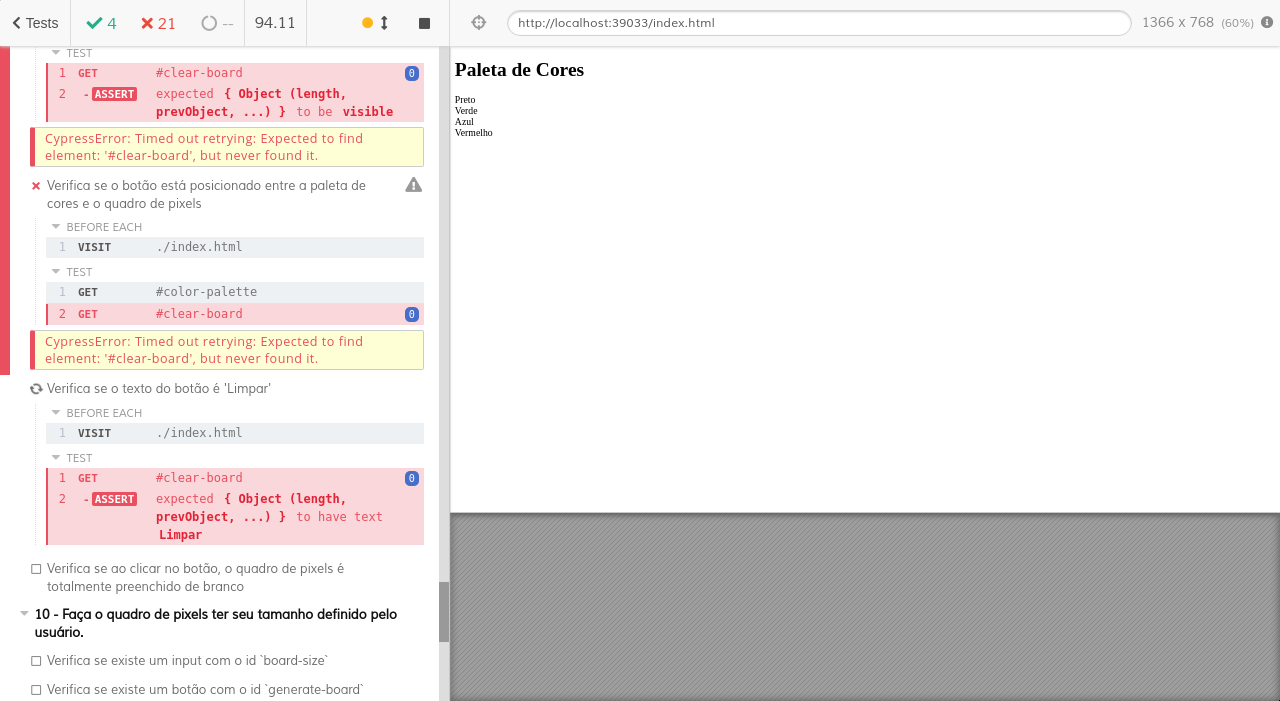 Tests 4 21 -- 94.11
http://localhost:39033/index.html 1366 x 768 (60%)
TEST
1 GET #clear-board 0
2 -ASSERT expected { Object (length,
prevObject, ...) } to be visible
CypressError: Timed out retrying: Expected to find
element: '#clear-board', but never found it.
Verifica se o botão está posicionado entre a paleta de
cores e o quadro de pixels
BEFORE EACH
1 VISIT ./index.html
TEST
1 GET #color-palette
2 GET #clear-board 0
CypressError: Timed out retrying: Expected to find
element: '#clear-board', but never found it.
Verifica se o texto do botão é 'Limpar'
BEFORE EACH
1 VISIT ./index.html
TEST
1 GET #clear-board 0
2 -ASSERT expected { Object (length,
prevObject, ...) } to have text
Limpar
Verifica se ao clicar no botão, o quadro de pixels é
totalmente preenchido de branco
10 - Faça o quadro de pixels ter seu tamanho definido pelo
usuário.
Verifica se existe um input com o id `board-size`
Verifica se existe um botão com o id `generate-board`
Paleta de Cores
Preto
Verde
Azul
Vermelho